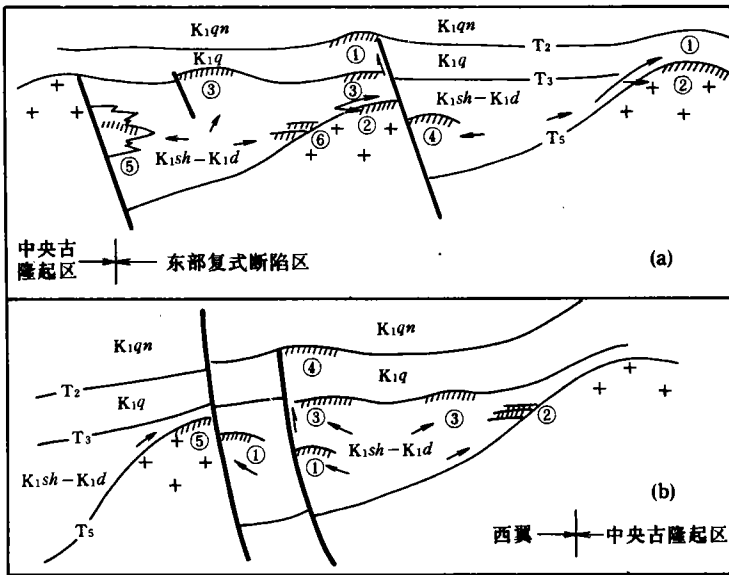 K₁qn
K₁qn
①
T₂
①
K₁q
K₁q
③
③
T₃
②
K₁sh−K₁d
②
④
⑥
T₅
⑤
K₁sh−K₁d
中央古
隆起区
东部复式断陷区
(a)
K₁qn
K₁qn
④
T₂
K₁q
K₁q
③
③
②
T₃
⑤
①
K₁sh−K₁d
①
K₁sh−K₁d
T₅
(b)
西翼
中央古隆起区